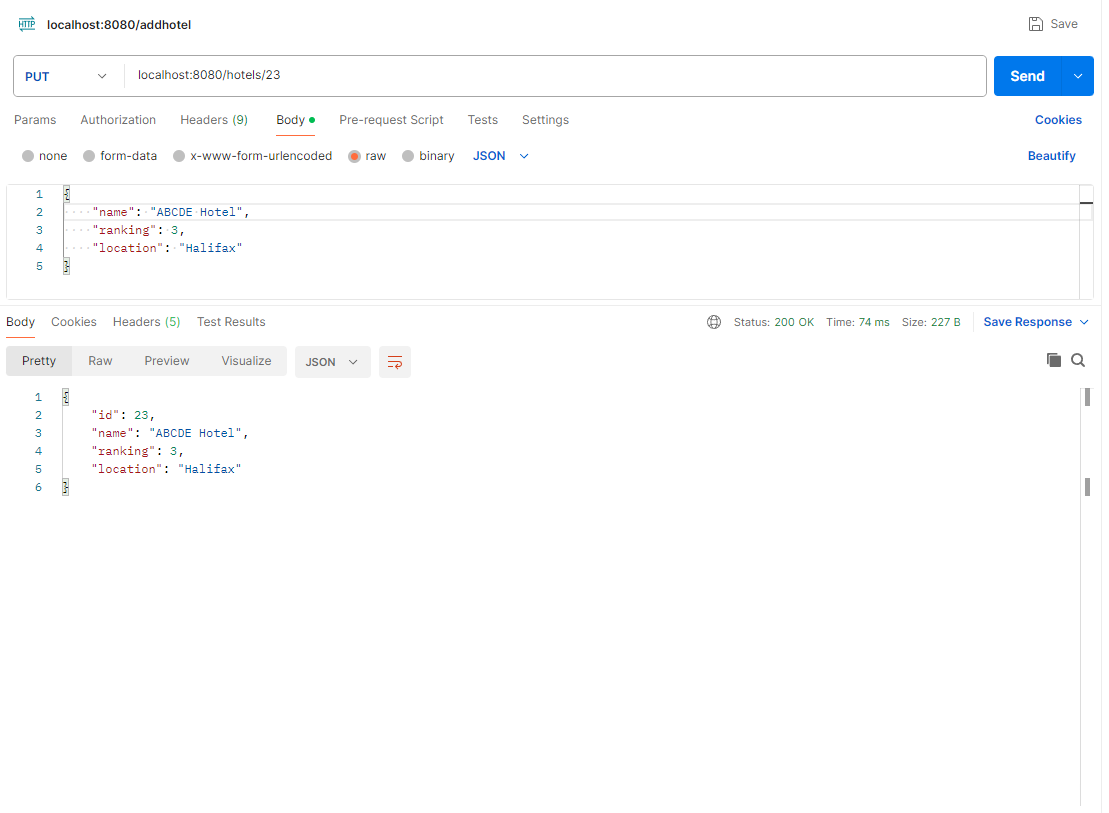 HTTP localhost:8080/addhotel Save
PUT localhost:8080/hotels/23 Send
Params Authorization Headers (9) Body Pre-request Script Tests Settings Cookies
none form-data x-www-form-urlencoded raw binary JSON Beautify
1 {
2 "name": "ABCDE Hotel",
3 "ranking": 3,
4 "location": "Halifax"
5 }
Body Cookies Headers (5) Test Results Status: 200 OK Time: 74 ms Size: 227 B Save Response
Pretty Raw Preview Visualize JSON
1 {
2 "id": 23,
3 "name": "ABCDE Hotel",
4 "ranking": 3,
5 "location": "Halifax"
6 }